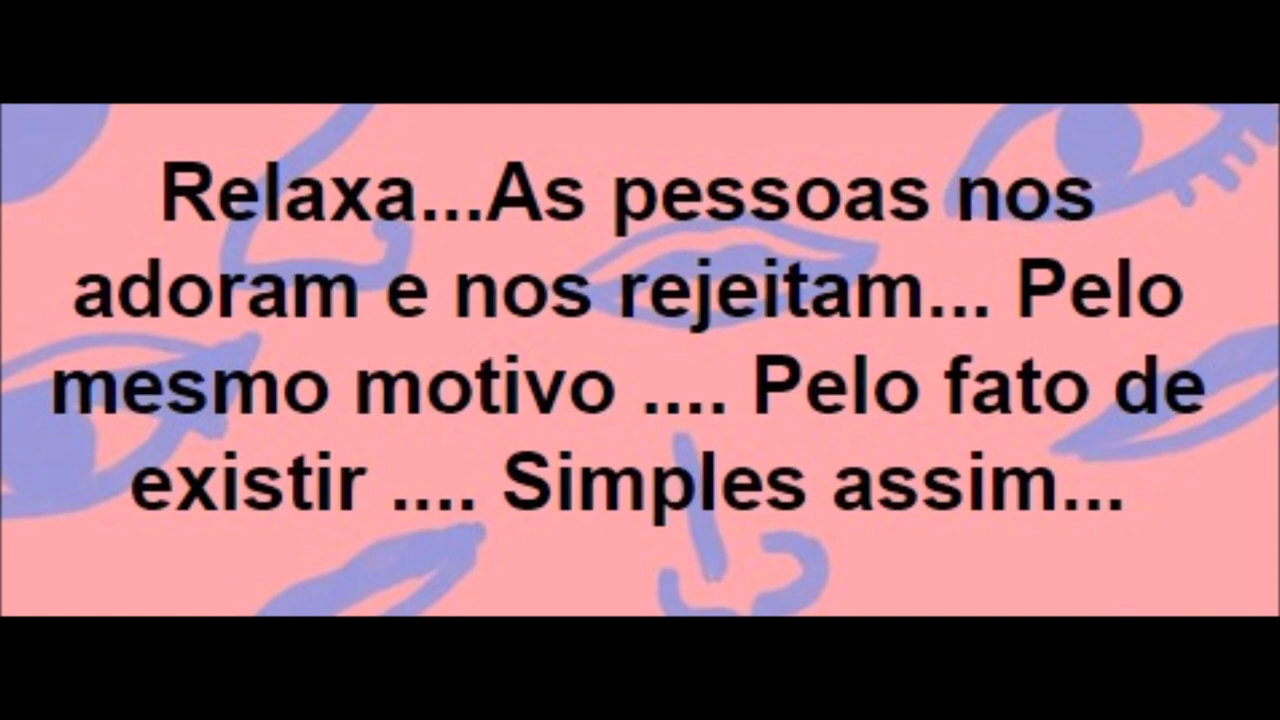 Relaxa...As pessoas nos
adoram e nos rejeitam... Pelo
mesmo motivo .... Pelo fato de
existir .... Simples assim...